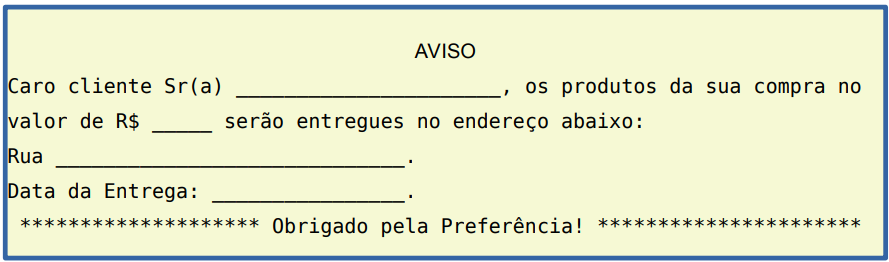 AVISO
Caro cliente Sr(a) ______________________, os produtos da sua compra no
valor de R$ _____ serão entregues no endereço abaixo:
Rua _____________________________.
Data da Entrega: ________________.
******************** Obrigado pela Preferência! **********************